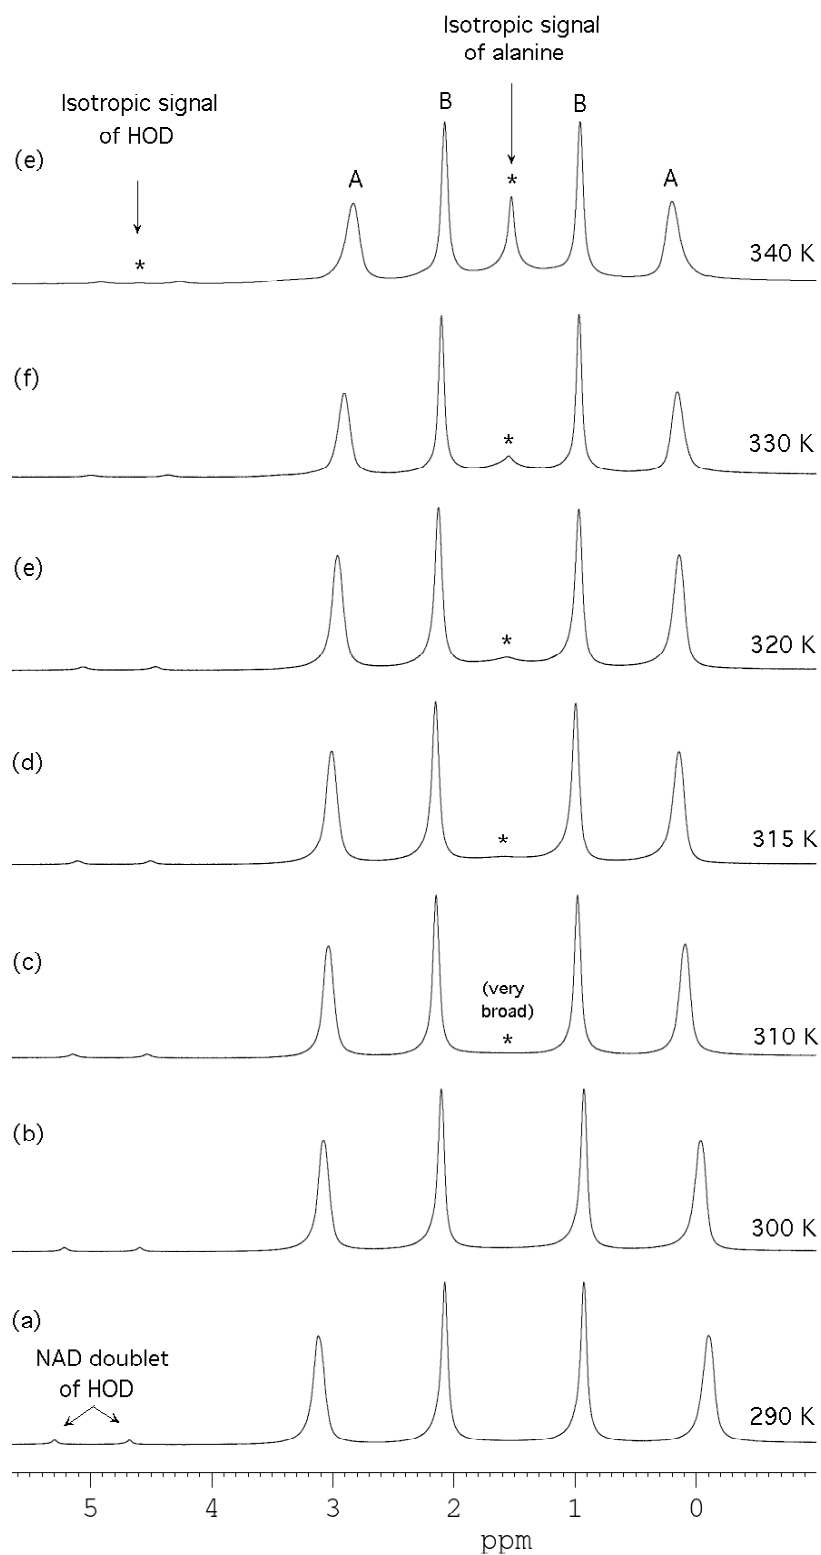 Isotropic signal
of alanine
Isotropic signal
of HOD
B
B
(e)
A
*
A
*
340 K
(f)
*
330 K
(e)
*
320 K
(d)
*
315 K
(c)
(very
broad)
*
310 K
(b)
300 K
(a)
NAD doublet
of HOD
290 K
5 4 3 2 1 0
ppm